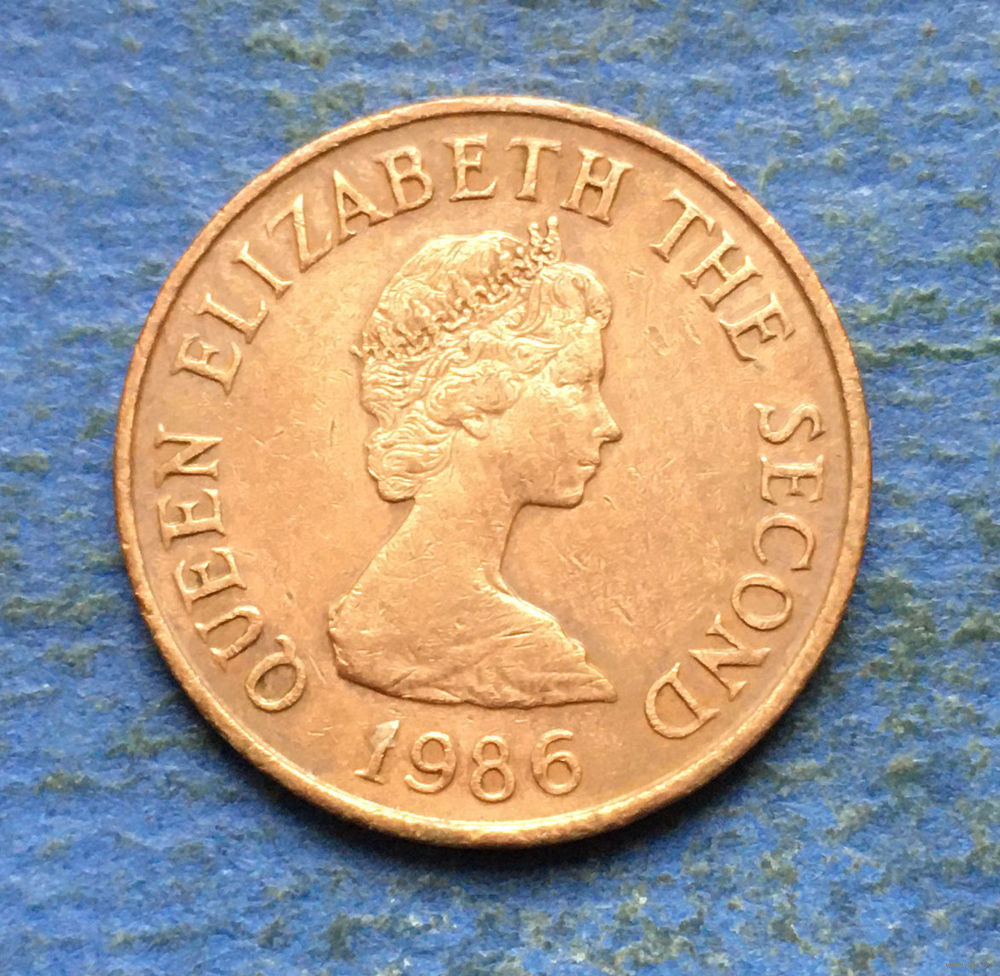 QUEEN ELIZABETH THE SECOND
1986